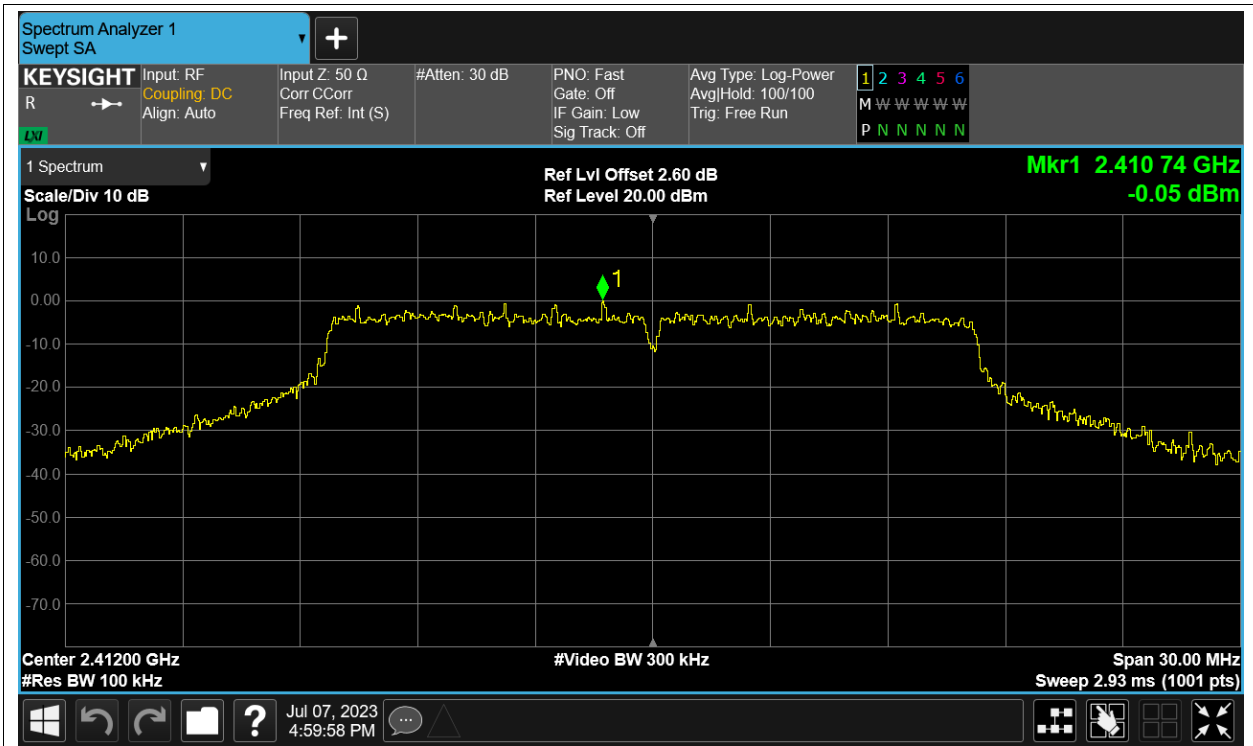 Spectrum Analyzer 1
Swept SA
KEYSIGHT Input: RF Input Z: 50 Ω #Atten: 30 dB PNO: Fast Avg Type: Log-Power 1 2 3 4 5 6
R Coupling: DC Corr CCorr Gate: Off Avg|Hold: 100/100 M W W W W W
Align: Auto Freq Ref: Int (S) IF Gain: Low Trig: Free Run
LXI Sig Track: Off P N N N N N
1 Spectrum Ref Lvl Offset 2.60 dB Mkr1 2.410 74 GHz
Scale/Div 10 dB Ref Level 20.00 dBm -0.05 dBm
Log
1
10.0
0.00
-10.0
-20.0
-30.0
-40.0
-50.0
-60.0
-70.0
Center 2.41200 GHz #Video BW 300 kHz Span 30.00 MHz
#Res BW 100 kHz Sweep 2.93 ms (1001 pts)
? Jul 07, 2023
4:59:58 PM